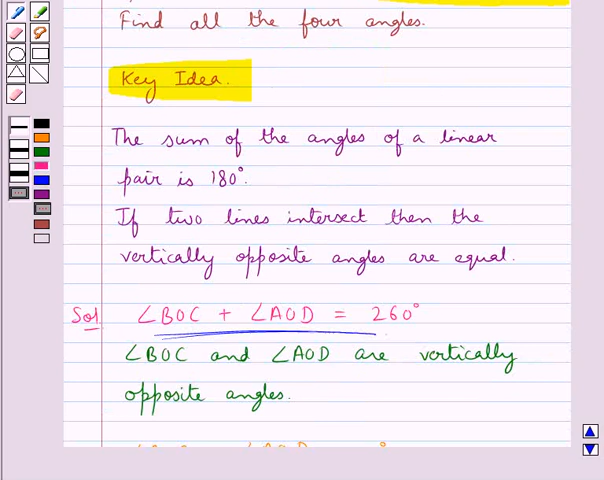 Find all the four angles.
Key Idea.
The sum of the angles of a linear
pair is 180°.
If two lines intersect then the
vertically opposite angles are equal.
Sol ∠BOC + ∠AOD = 260°
∠BOC and ∠AOD are vertically
opposite angles.